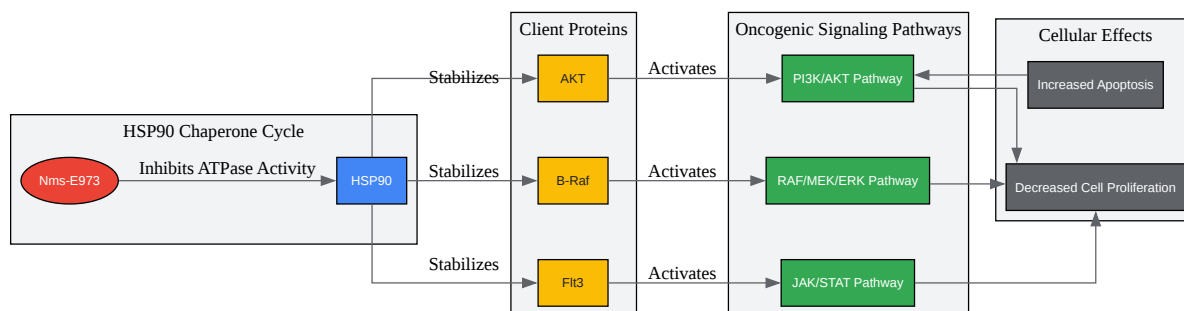 Client Proteins
Oncogenic Signaling Pathways
Cellular Effects
Stabilizes
AKT
Activates
PI3K/AKT Pathway
Increased Apoptosis
HSP90 Chaperone Cycle
Nms-E973
Inhibits ATPase Activity
HSP90
Stabilizes
B-Raf
Activates
RAF/MEK/ERK Pathway
Decreased Cell Proliferation
Stabilizes
Flt3
Activates
JAK/STAT Pathway